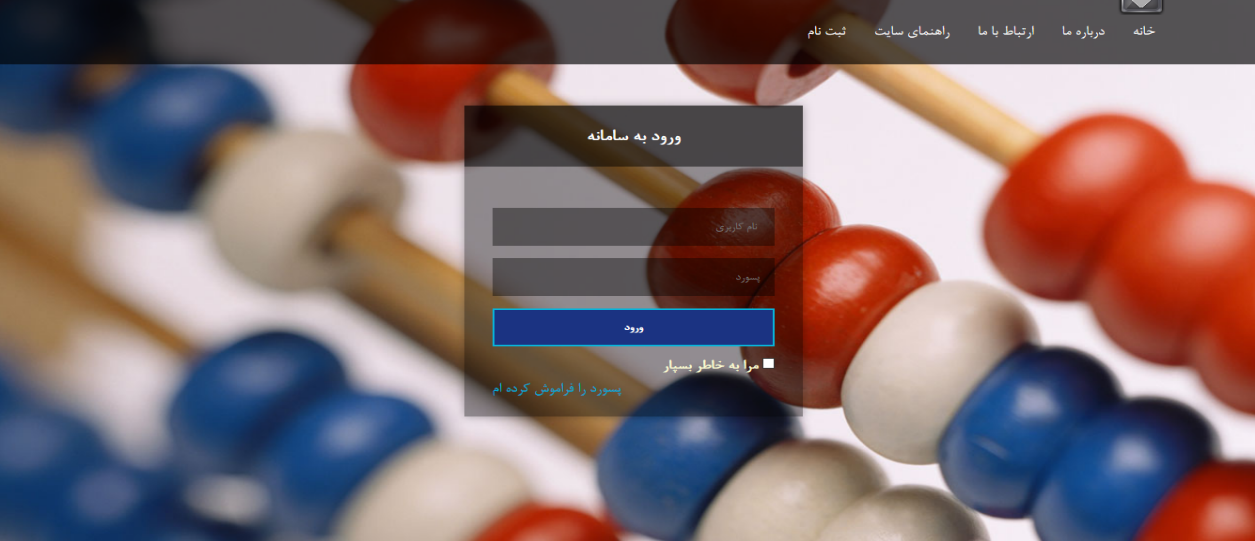 خانه درباره ما ارتباط با ما راهنمای سایت ثبت نام
ورود به سامانه
نام کاربری
پسورد
ورود
مرا به خاطر بسپار
پسورد را فراموش کرده ام